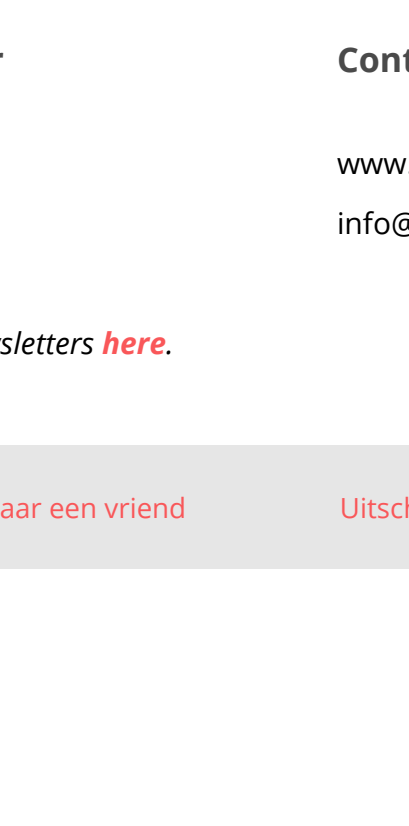 r
Cont
www.
info@
sletters here.
aar een vriend
Uitsch